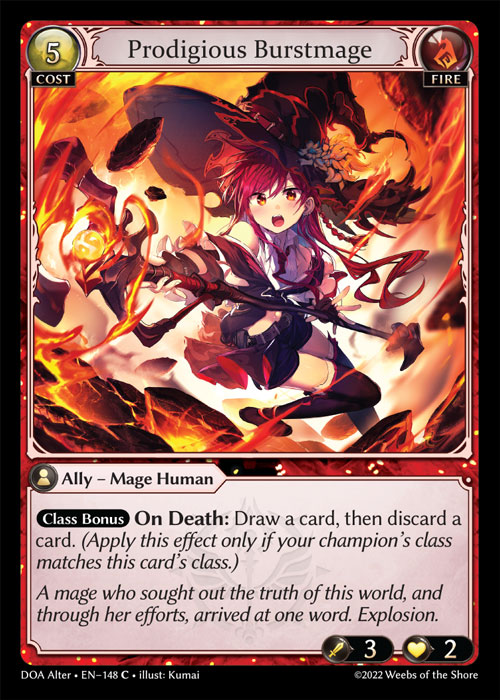 5
COST
Prodigious Burstmage
FIRE
Ally – Mage Human
Class Bonus On Death: Draw a card, then discard a
card. (Apply this effect only if your champion's class
matches this card's class.)
A mage who sought out the truth of this world, and
through her efforts, arrived at one word. Explosion.
3
2
DOA Alter • EN–148 C • illust: Kumai
©2022 Weebs of the Shore